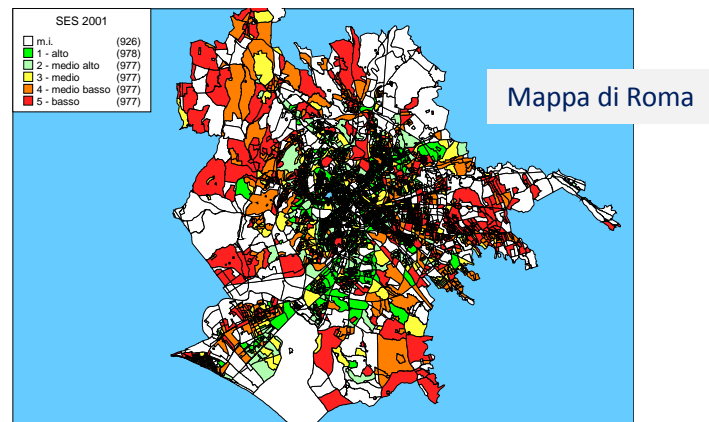 SES 2001
m.i. (926)
1 - alto (978)
2 - medio alto (977)
3 - medio (977)
4 - medio basso (977)
5 - basso (977)
Mappa di Roma